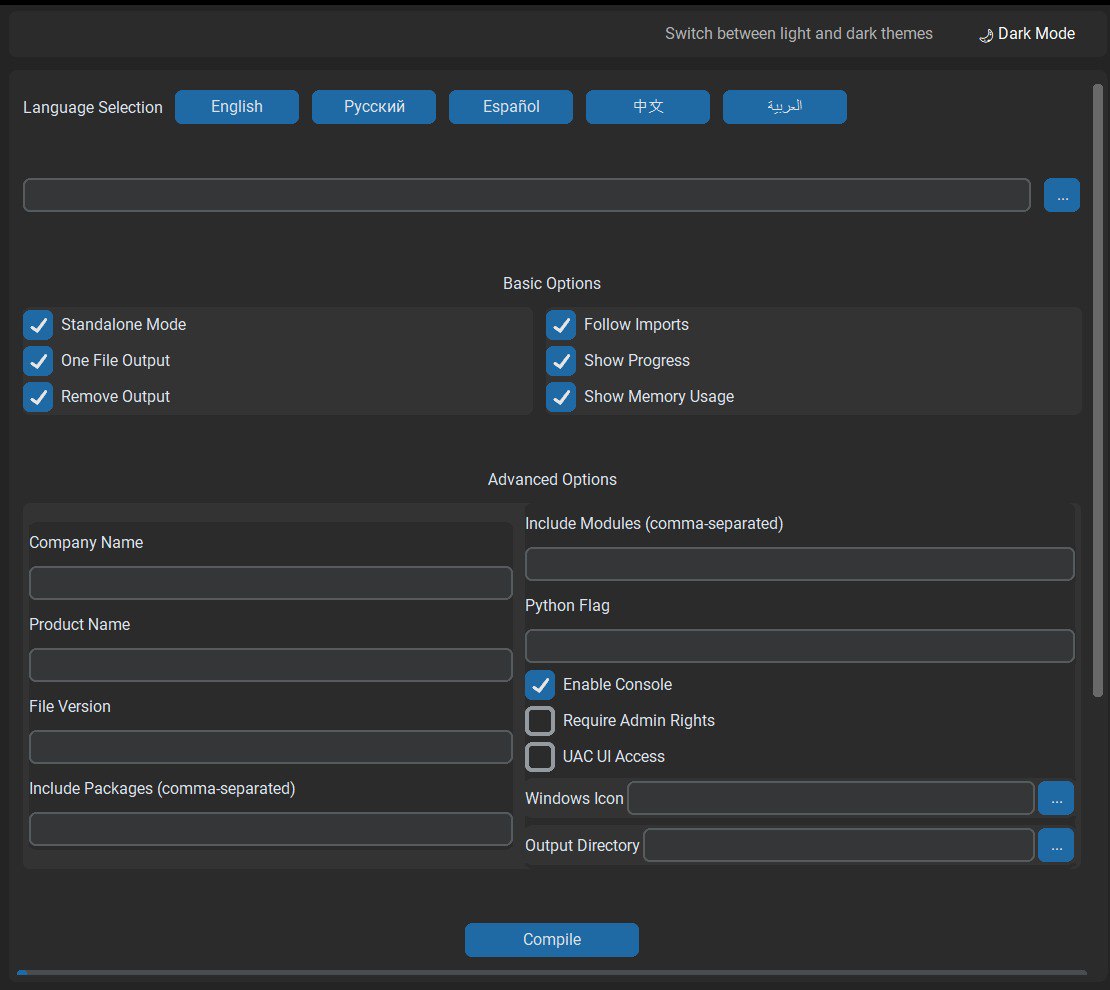 Switch between light and dark themes
🌙 Dark Mode
Language Selection
English
Русский
Español
中文
العربية
...
Basic Options
Standalone Mode
Follow Imports
One File Output
Show Progress
Remove Output
Show Memory Usage
Advanced Options
Company Name
Product Name
File Version
Include Packages (comma-separated)
Include Modules (comma-separated)
Python Flag
Enable Console
Require Admin Rights
UAC UI Access
Windows Icon
...
Output Directory
...
Compile